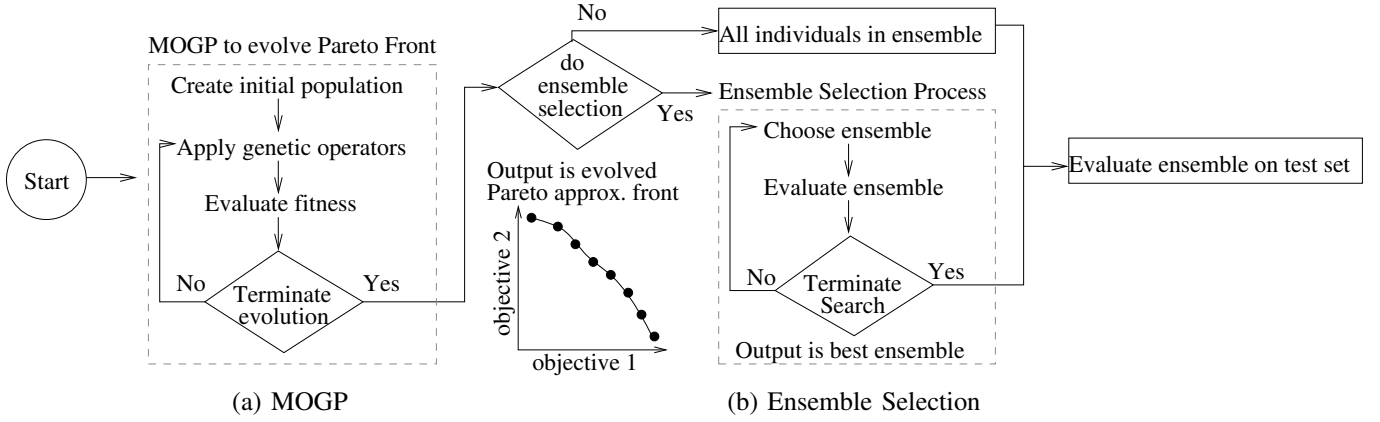 Start
MOGP to evolve Pareto Front
Create initial population
Apply genetic operators
Evaluate fitness
Terminate
evolution
No
Yes
(a) MOGP
do
ensemble
selection
No
Yes
Output is evolved
Pareto approx. front
objective 2
objective 1
All individuals in ensemble
Ensemble Selection Process
Choose ensemble
Evaluate ensemble
Terminate
Search
No
Yes
Output is best ensemble
(b) Ensemble Selection
Evaluate ensemble on test set